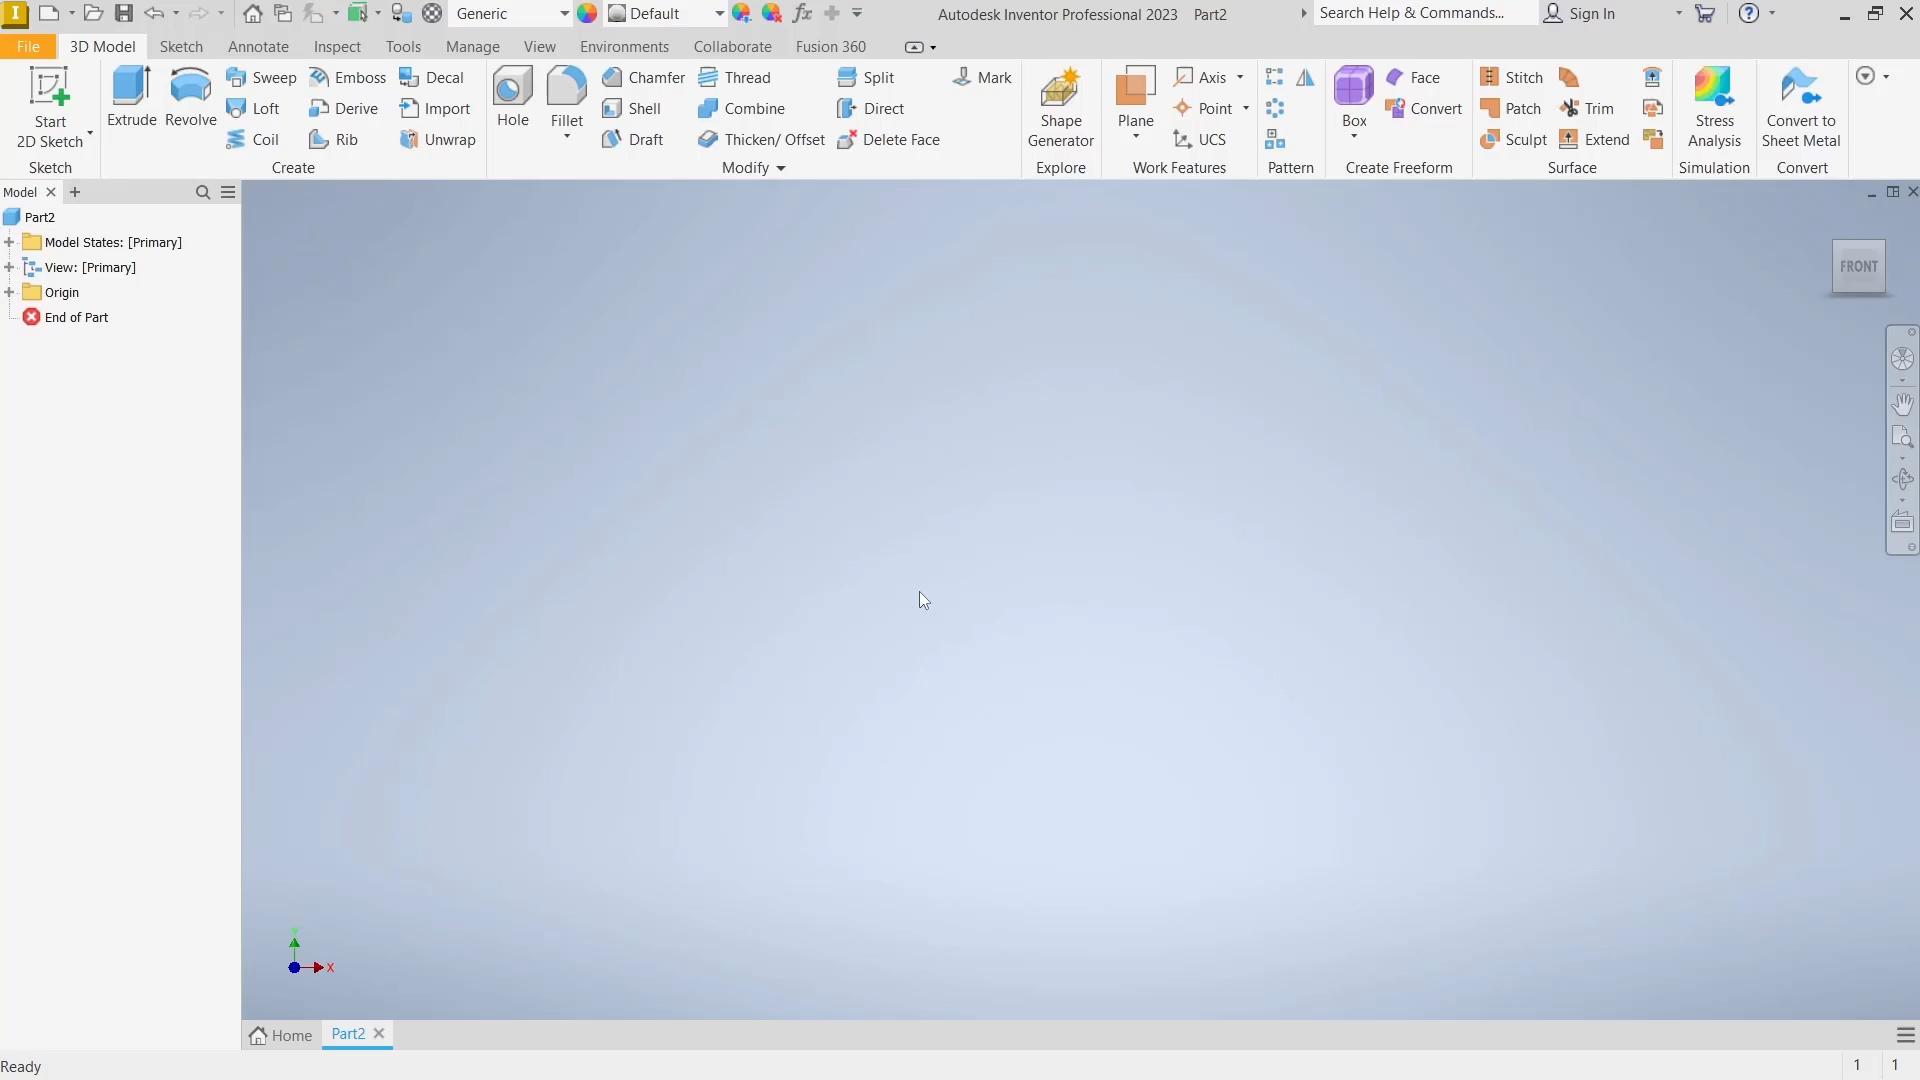 Generic Default Autodesk Inventor Professional 2023 Part2 Search Help & Commands... Sign In
File 3D Model Sketch Annotate Inspect Tools Manage View Environments Collaborate Fusion 360
Start 2D Sketch
Sketch
Extrude Revolve Sweep Emboss Decal
Loft Derive Import
Coil Rib Unwrap
Create
Hole Fillet Chamfer Thread Split Mark
Shell Combine Direct
Draft Thicken/ Offset Delete Face
Modify
Shape Generator
Explore
Plane Axis
Point
UCS
Work Features
Pattern
Box Face
Convert
Create Freeform
Stitch
Patch Trim
Sculpt Extend
Surface
Stress Analysis
Simulation
Convert to Sheet Metal
Convert
Model
Part2
Model States: [Primary]
View: [Primary]
Origin
End of Part
FRONT
Y
X
Home Part2
Ready 1 1